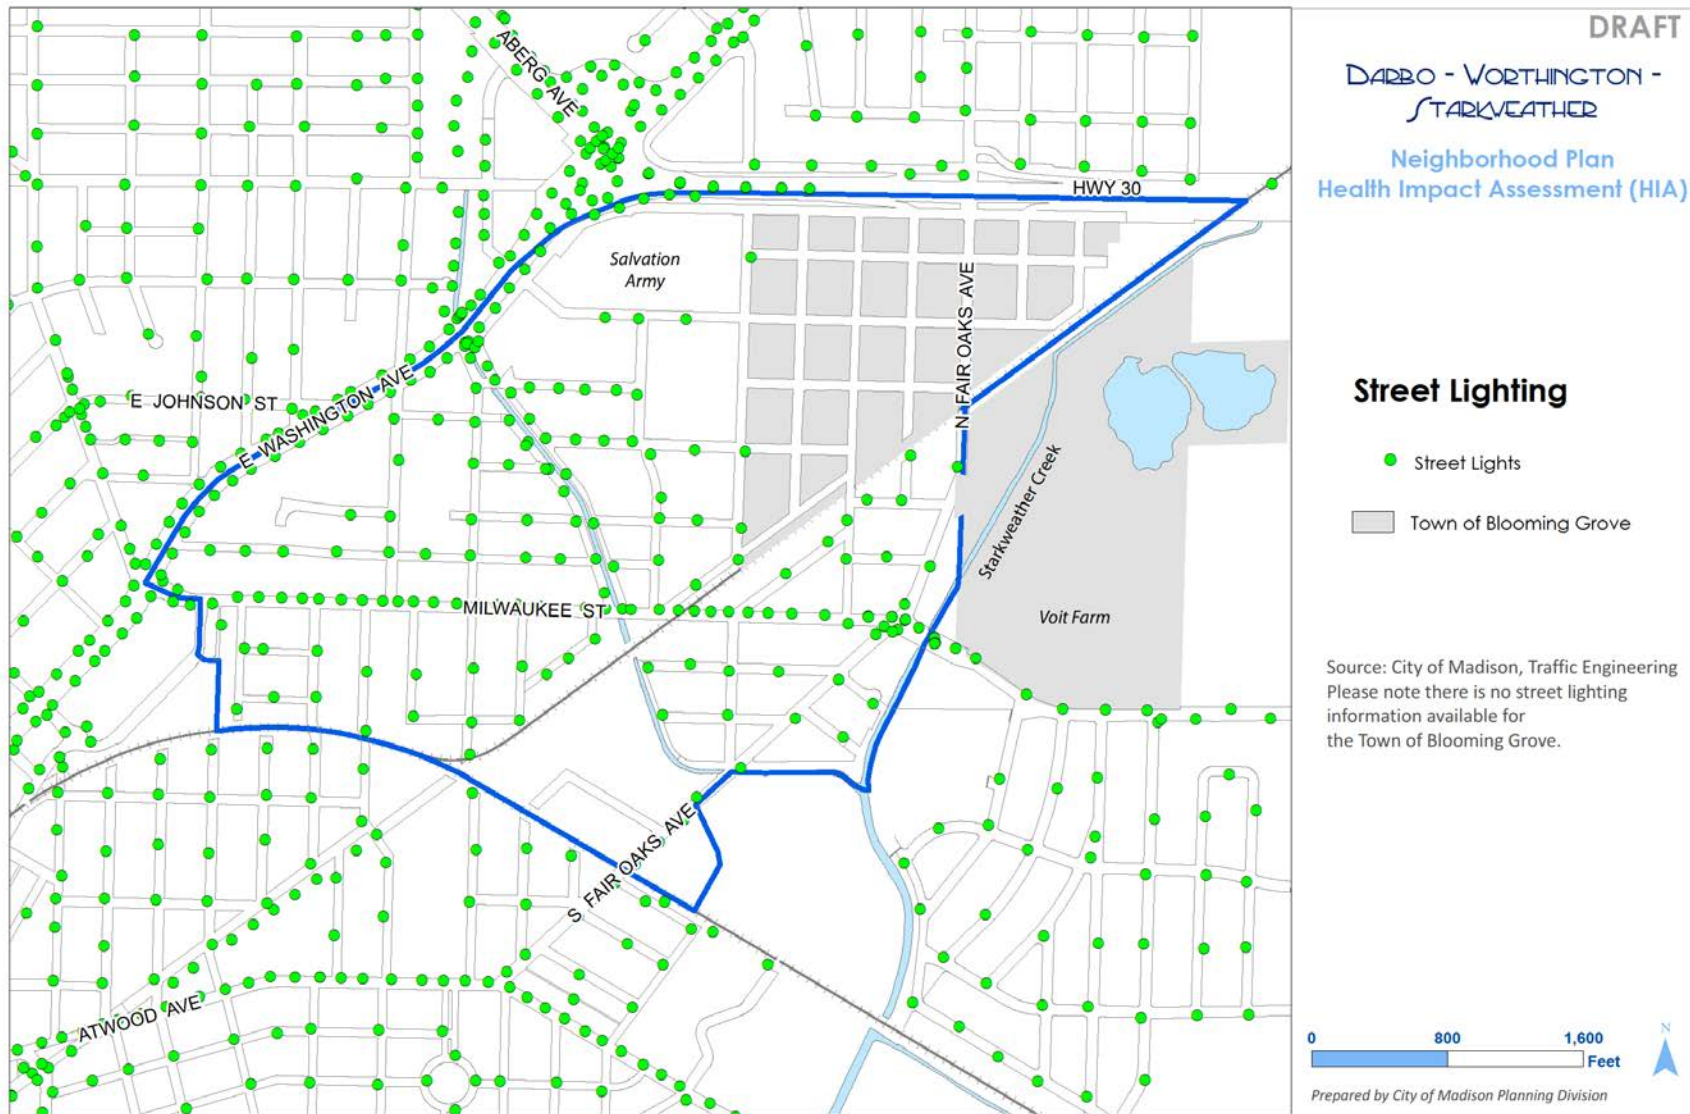 DRAFT
DARBO - WORTHINGTON -
STARKWEATHER
Neighborhood Plan
Health Impact Assessment (HIA)
Street Lighting
Street Lights
Town of Blooming Grove
Source: City of Madison, Traffic Engineering
Please note there is no street lighting
information available for
the Town of Blooming Grove.
0 800 1,600
Feet
N
Prepared by City of Madison Planning Division
ABERG AVE
HWY 30
Salvation
Army
N FAIR OAKS AVE
E JOHNSON ST
E WASHINGTON AVE
Starkweather Creek
MILWAUKEE ST
Voit Farm
S FAIR OAKS AVE
ATWOOD AVE